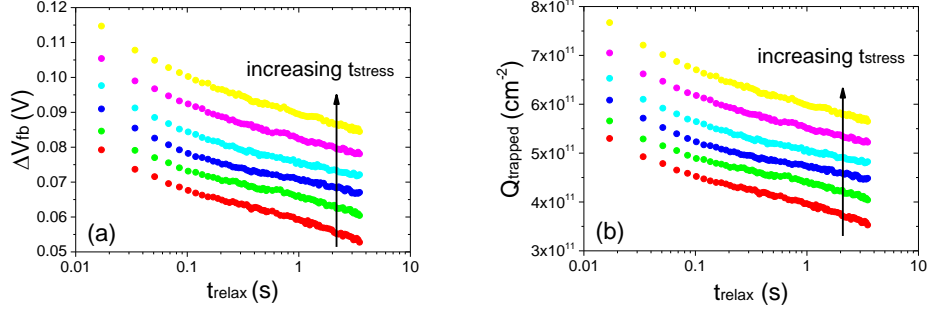 0.12
0.11
0.10
0.09
0.08
0.07
0.06
0.05
ΔVfb (V)
increasing tstress
(a)
0.01
0.1
1
10
trelax (s)
8x10¹¹
7x10¹¹
6x10¹¹
5x10¹¹
4x10¹¹
3x10¹¹
Qtrapped (cm⁻²)
increasing tstress
(b)
0.01
0.1
1
10
trelax (s)